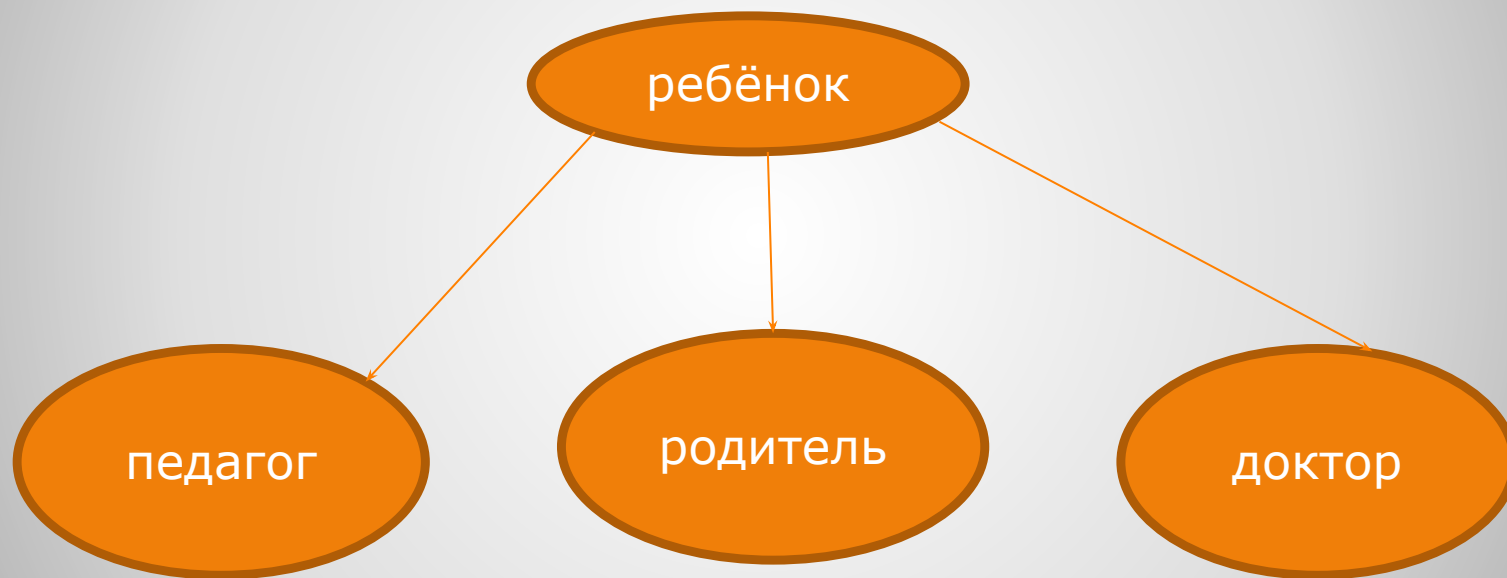 ребёнок
педагог
родитель
доктор